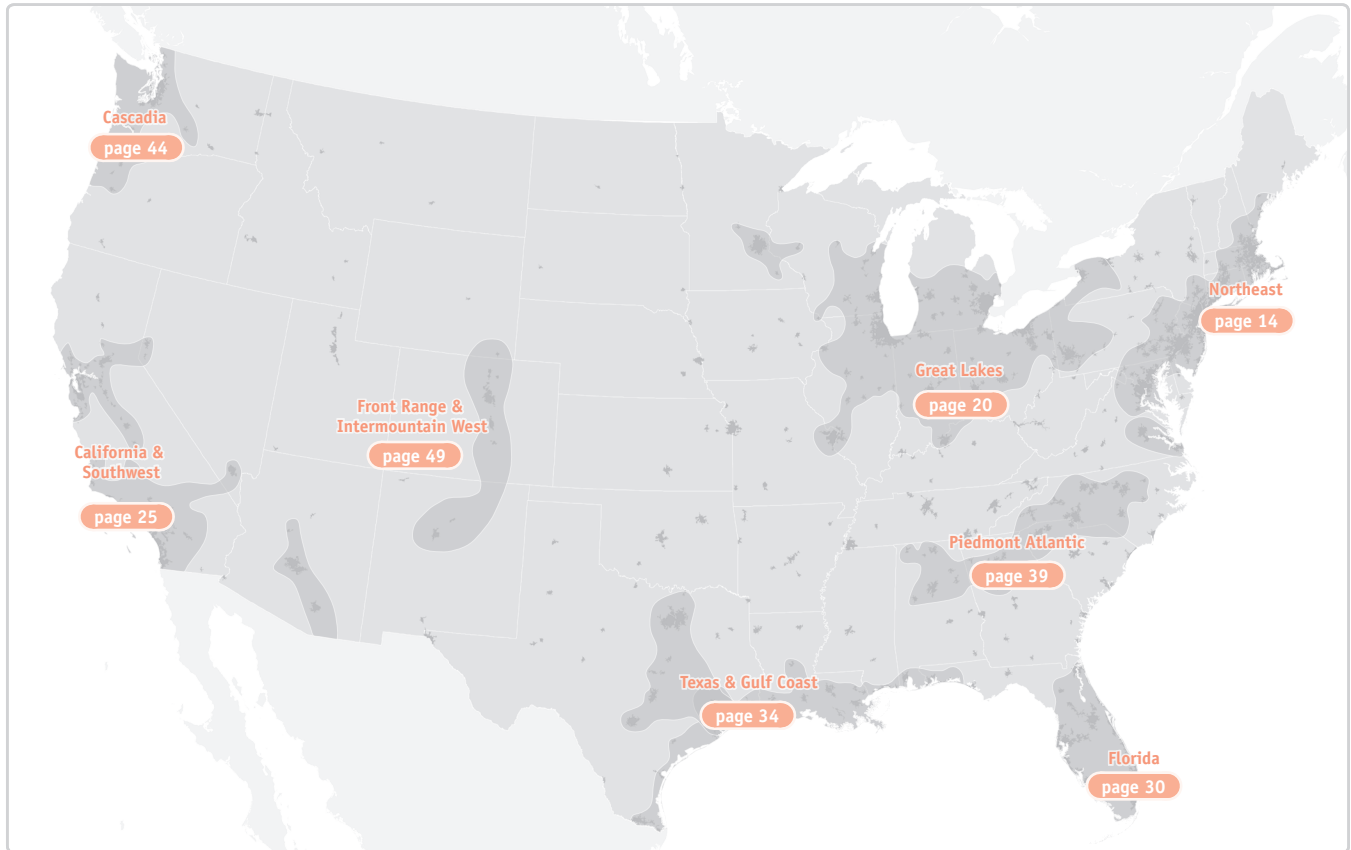 Cascadia
page 44
Northeast
page 14
Great Lakes
page 20
Front Range &
Intermountain West
page 49
California &
Southwest
page 25
Piedmont Atlantic
page 39
Texas & Gulf Coast
page 34
Florida
page 30